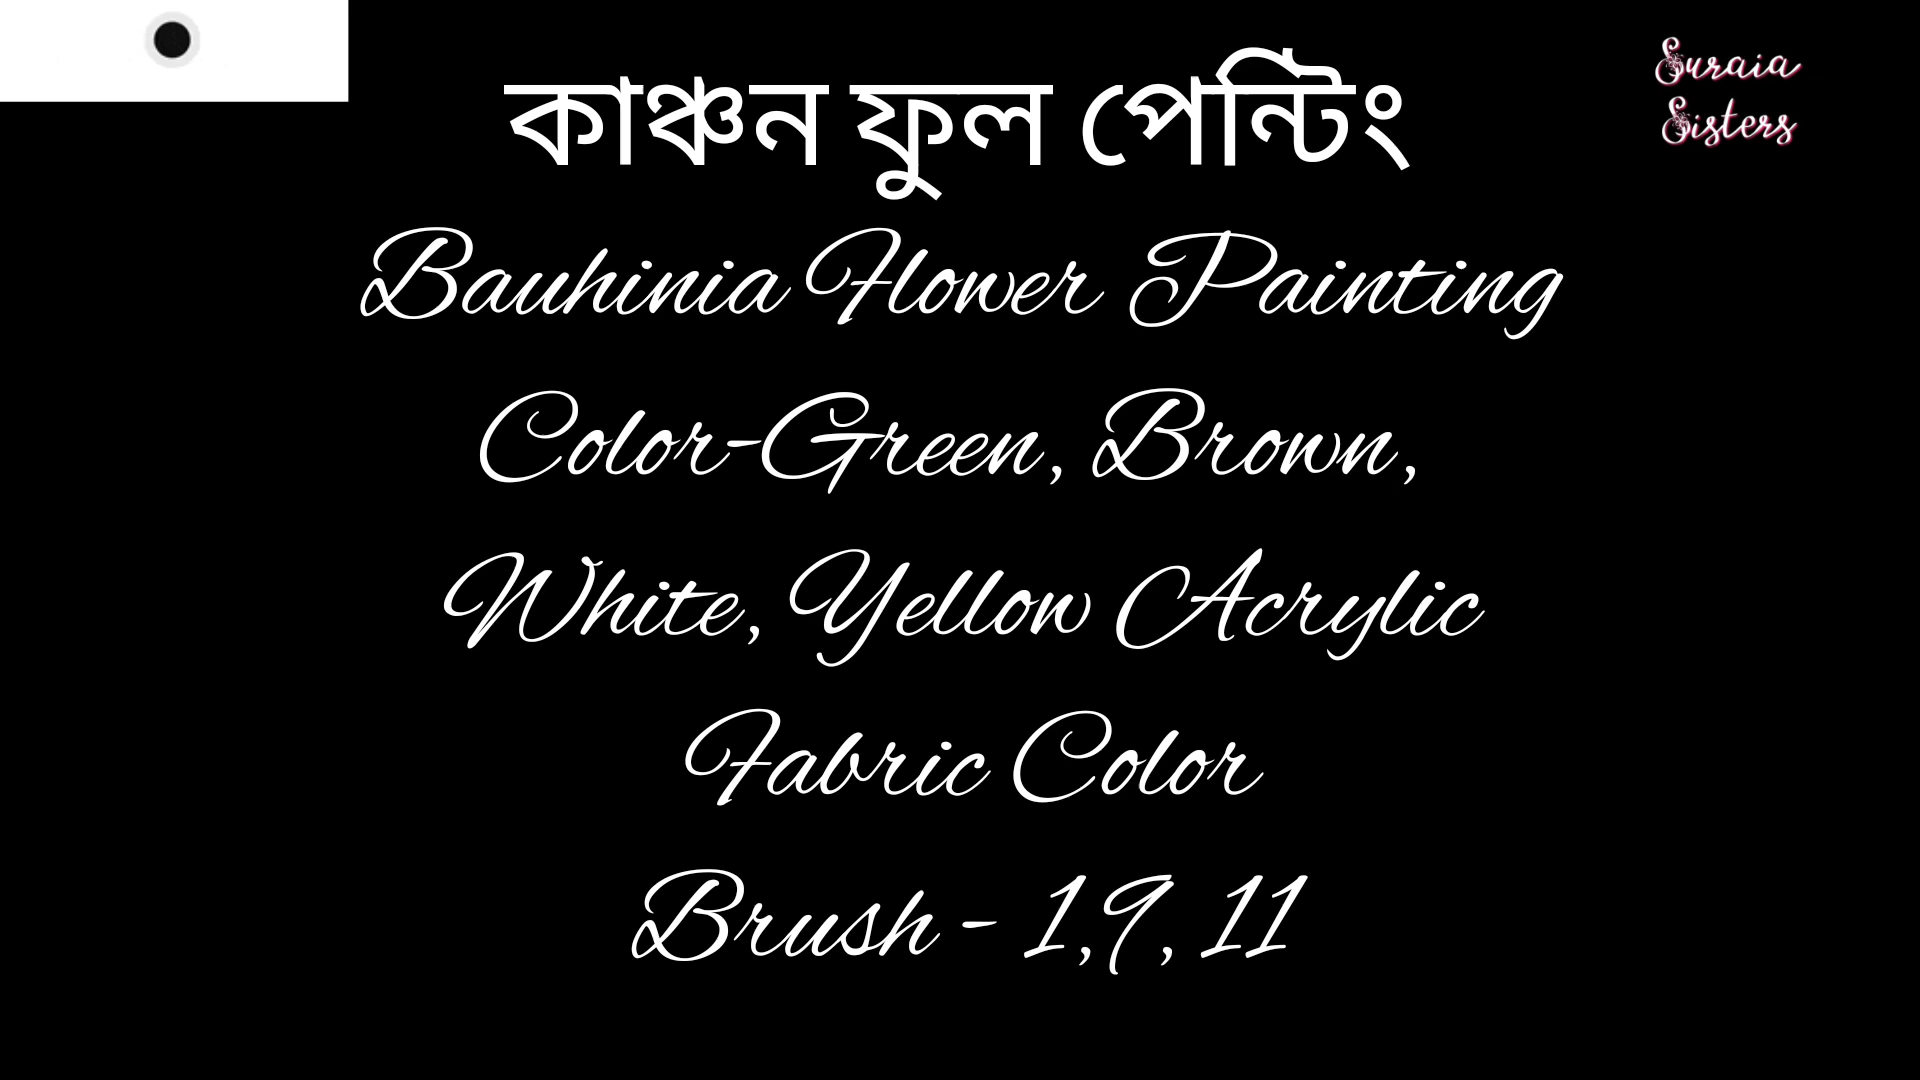 কাঞ্চন ফুল পেন্টিং
Suraia
Sisters
Bauhinia Flower Painting
Color-Green, Brown,
White, Yellow Acrylic
Fabric Color
Brush - 1,9, 11